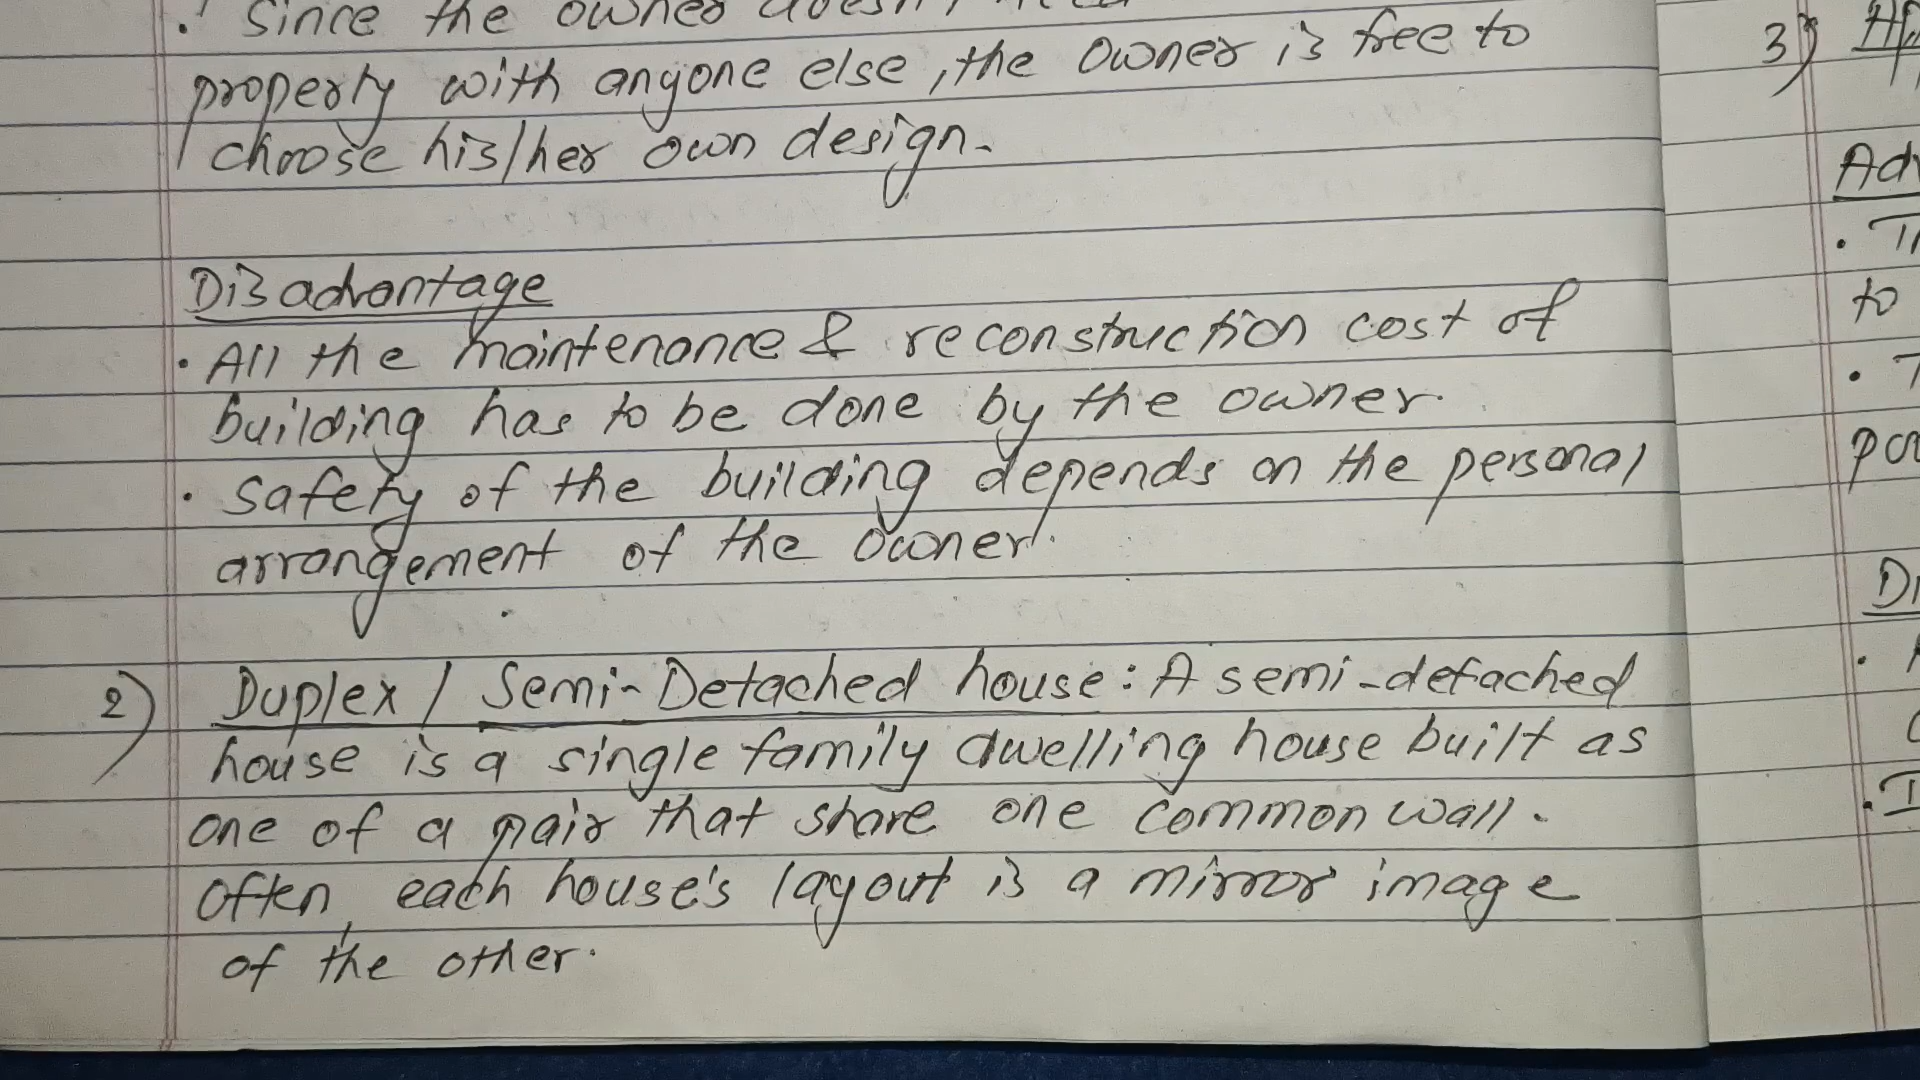 . Since the owner doesn't need
property with anyone else, the owner is free to
choose his/her own design.
Disadvantage
. All the maintenance & reconstruction cost of
building has to be done by the owner.
. Safety of the building depends on the personal
arrangement of the owner.
2) Duplex / Semi-Detached house: A semi-detached
house is a single family dwelling house built as
one of a pair that share one common wall.
Often, each house's layout is a mirror image
of the other.
3)
. 
to
.